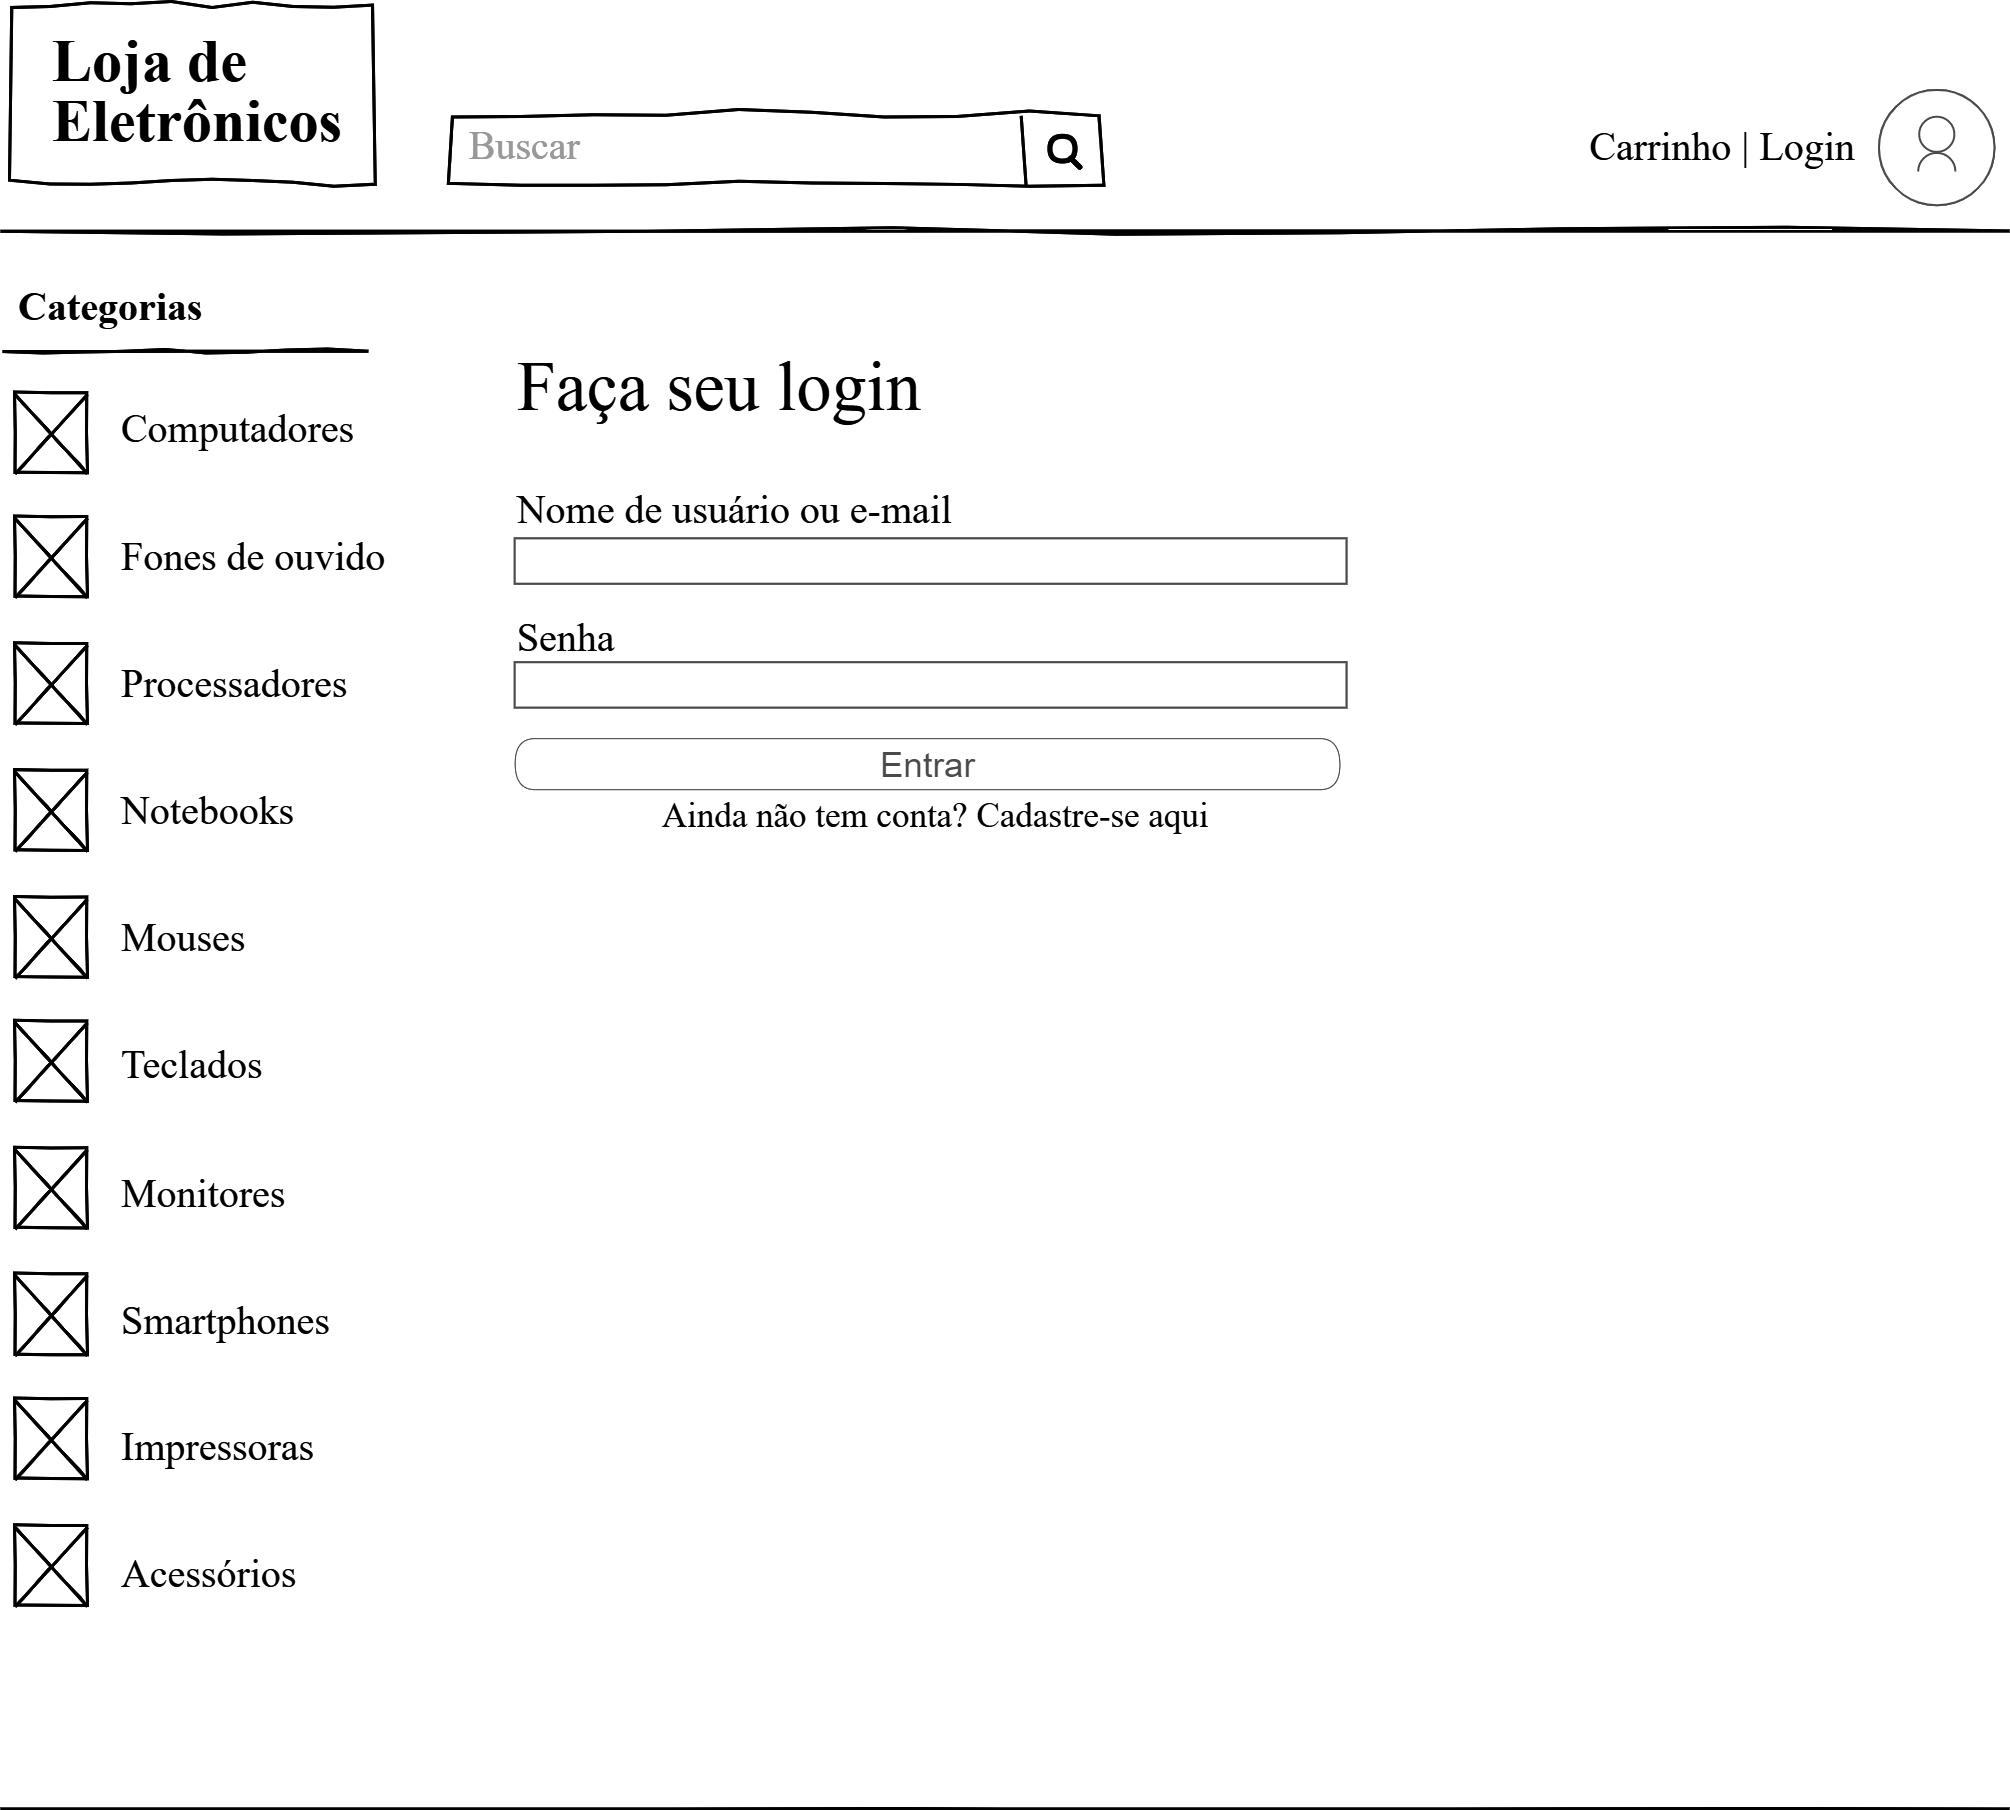 Loja de
Eletrônicos
Buscar
Carrinho | Login
Categorias
Computadores
Fones de ouvido
Processadores
Notebooks
Mouses
Teclados
Monitores
Smartphones
Impressoras
Acessórios
Faça seu login
Nome de usuário ou e-mail
Senha
Entrar
Ainda não tem conta? Cadastre-se aqui